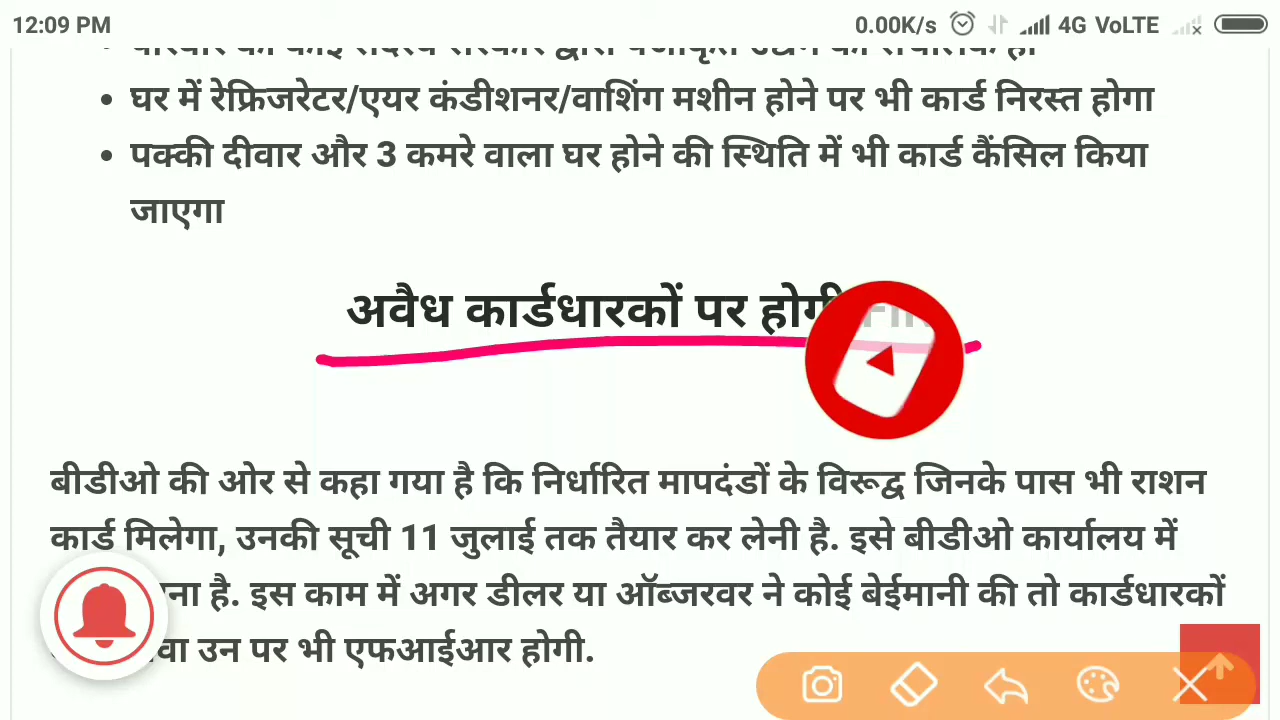 12:09 PM 0.00K/s 4G VoLTE
घर में रेफ्रिजरेटर/एयर कंडीशनर/वाशिंग मशीन होने पर भी कार्ड निरस्त होगा
पक्की दीवार और 3 कमरे वाला घर होने की स्थिति में भी कार्ड कैंसिल किया
जाएगा
अवैध कार्डधारकों पर होगी
बीडीओ की ओर से कहा गया है कि निर्धारित मापदंडों के विरूद्व जिनके पास भी राशन
कार्ड मिलेगा, उनकी सूची 11 जुलाई तक तैयार कर लेनी है. इसे बीडीओ कार्यालय में
है. इस काम में अगर डीलर या ऑब्जरवर ने कोई बेईमानी की तो कार्डधारकों
उन पर भी एफआईआर होगी.